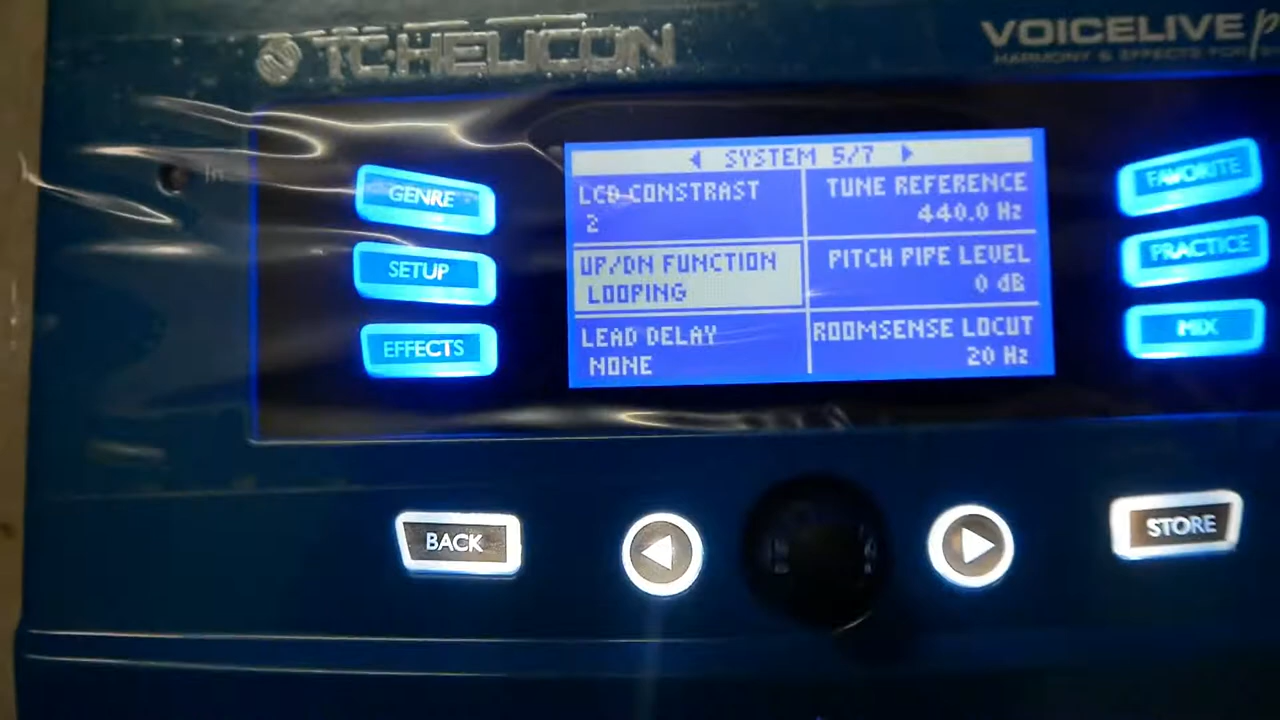 TC·HELICON
VOICELIVE
HARMONY & EFFECTS FOR
In
GENRE
SETUP
EFFECTS
SYSTEM 5/7
LCD CONSTRAST
2
UP/DN FUNCTION
LOOPING
LEAD DELAY
NONE
TUNE REFERENCE
440.0 Hz
PITCH PIPE LEVEL
0 dB
ROOMSENSE LOCUT
20 Hz
FAVORITE
PRACTICE
MIX
BACK
STORE